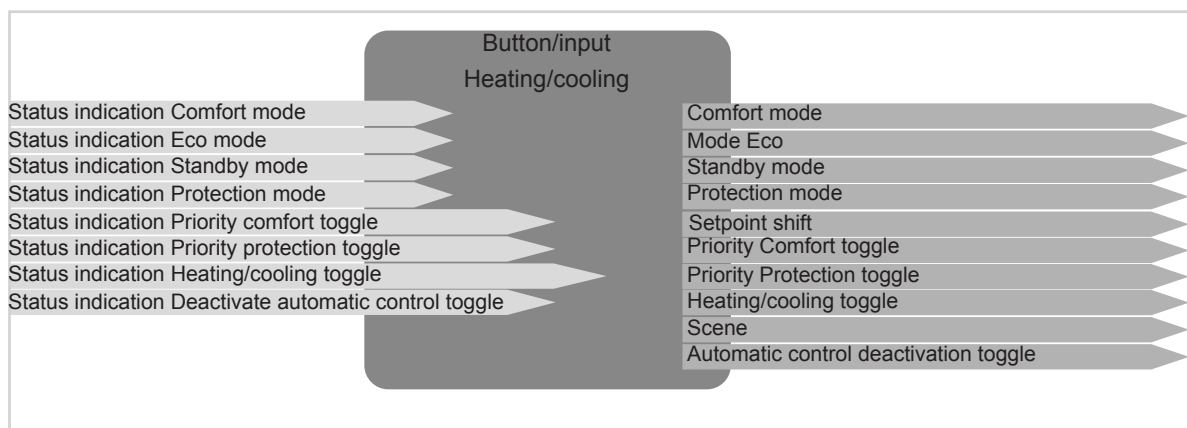 Button/input
Heating/cooling
Status indication Comfort mode
Status indication Eco mode
Status indication Standby mode
Status indication Protection mode
Status indication Priority comfort toggle
Status indication Priority protection toggle
Status indication Heating/cooling toggle
Status indication Deactivate automatic control toggle
Comfort mode
Mode Eco
Standby mode
Protection mode
Setpoint shift
Priority Comfort toggle
Priority Protection toggle
Heating/cooling toggle
Scene
Automatic control deactivation toggle